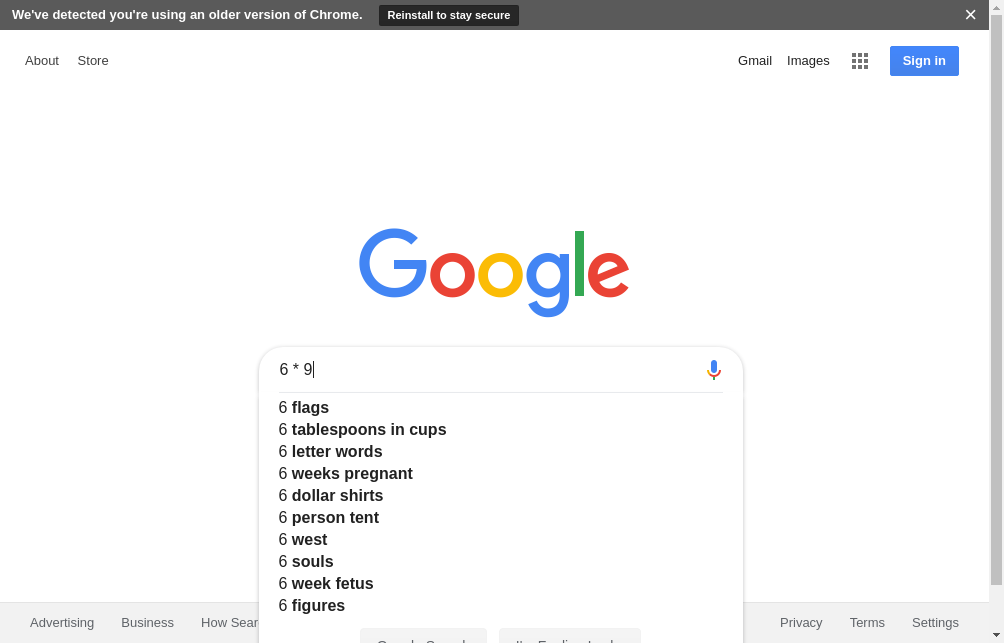 We've detected you're using an older version of Chrome. Reinstall to stay secure
About Store Gmail Images Sign in
Google
6 * 9
6 flags
6 tablespoons in cups
6 letter words
6 weeks pregnant
6 dollar shirts
6 person tent
6 west
6 souls
6 week fetus
6 figures
Advertising Business How Sear Privacy Terms Settings